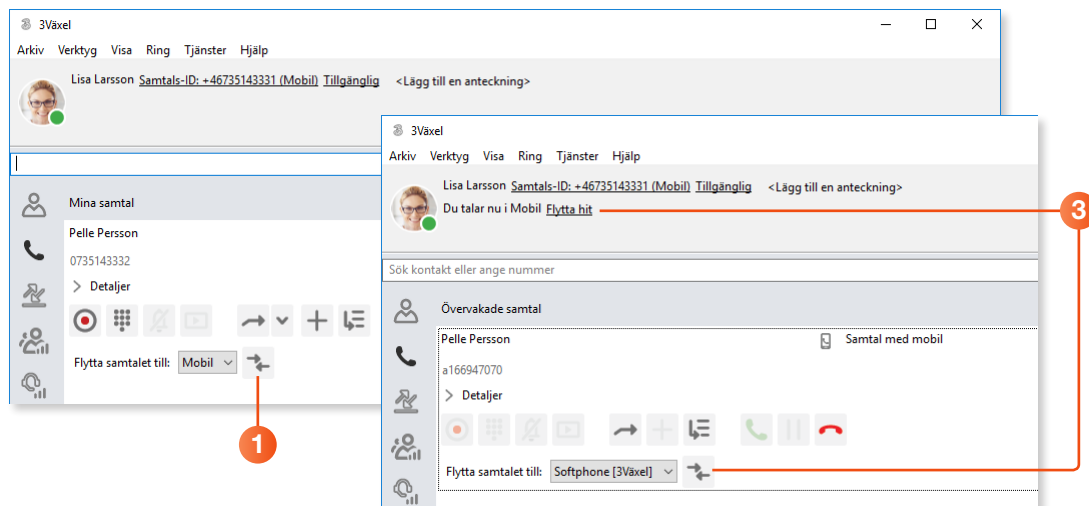 3Växel
Arkiv Verktyg Visa Ring Tjänster Hjälp
Lisa Larsson Samtals-ID: +46735143331 (Mobil) Tillgänglig <Lägg till en anteckning>
Mina samtal
Pelle Persson
0735143332
> Detaljer
Flytta samtalet till: Mobil
1
3Växel
Arkiv Verktyg Visa Ring Tjänster Hjälp
Lisa Larsson Samtals-ID: +46735143331 (Mobil) Tillgänglig <Lägg till en anteckning>
Du talar nu i Mobil Flytta hit
3
Sök kontakt eller ange nummer
Övervakade samtal
Pelle Persson Samtal med mobil
a166947070
> Detaljer
Flytta samtalet till: Softphone [3Växel]